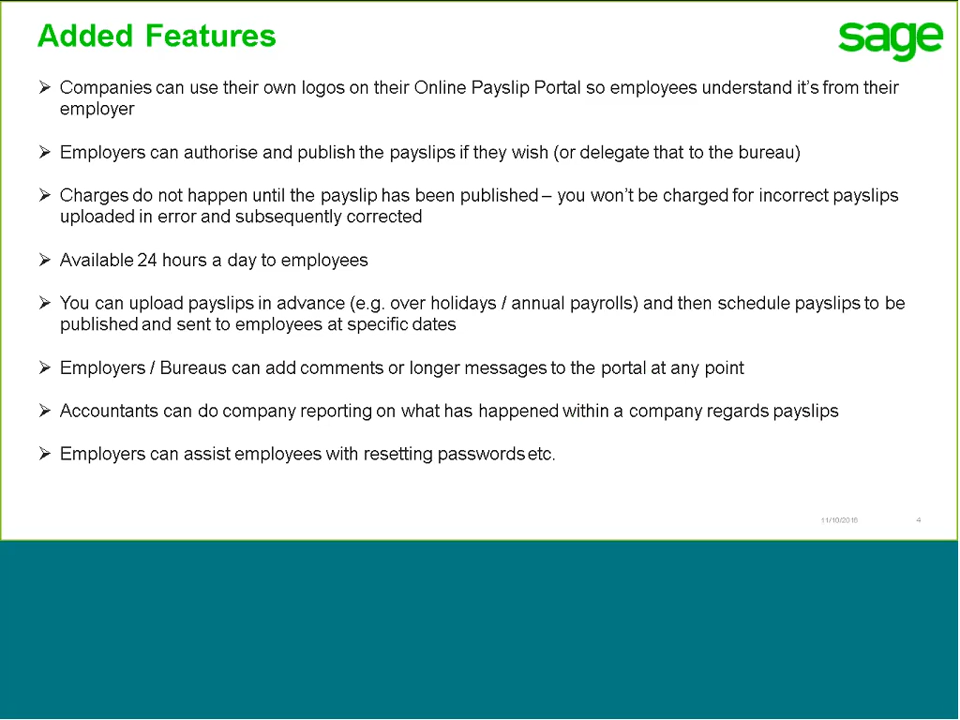 Added Features
sage
➢ Companies can use their own logos on their Online Payslip Portal so employees understand it's from their
employer
➢ Employers can authorise and publish the payslips if they wish (or delegate that to the bureau)
➢ Charges do not happen until the payslip has been published – you won't be charged for incorrect payslips
uploaded in error and subsequently corrected
➢ Available 24 hours a day to employees
➢ You can upload payslips in advance (e.g. over holidays / annual payrolls) and then schedule payslips to be
published and sent to employees at specific dates
➢ Employers / Bureaus can add comments or longer messages to the portal at any point
➢ Accountants can do company reporting on what has happened within a company regards payslips
➢ Employers can assist employees with resetting passwords etc.
11/10/2016 4